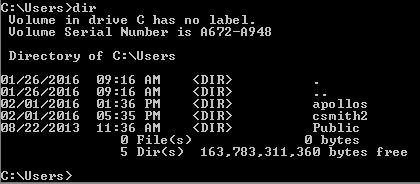 C:\Users>dir
 Volume in drive C has no label.
 Volume Serial Number is A672-A948

 Directory of C:\Users

01/26/2016  09:16 AM    <DIR>          .
01/26/2016  09:16 AM    <DIR>          ..
02/01/2016  01:36 PM    <DIR>          apollos
02/01/2016  05:35 PM    <DIR>          csmith2
08/22/2013  11:36 AM    <DIR>          Public
               0 File(s)              0 bytes
               5 Dir(s)  163,783,311,360 bytes free

C:\Users>